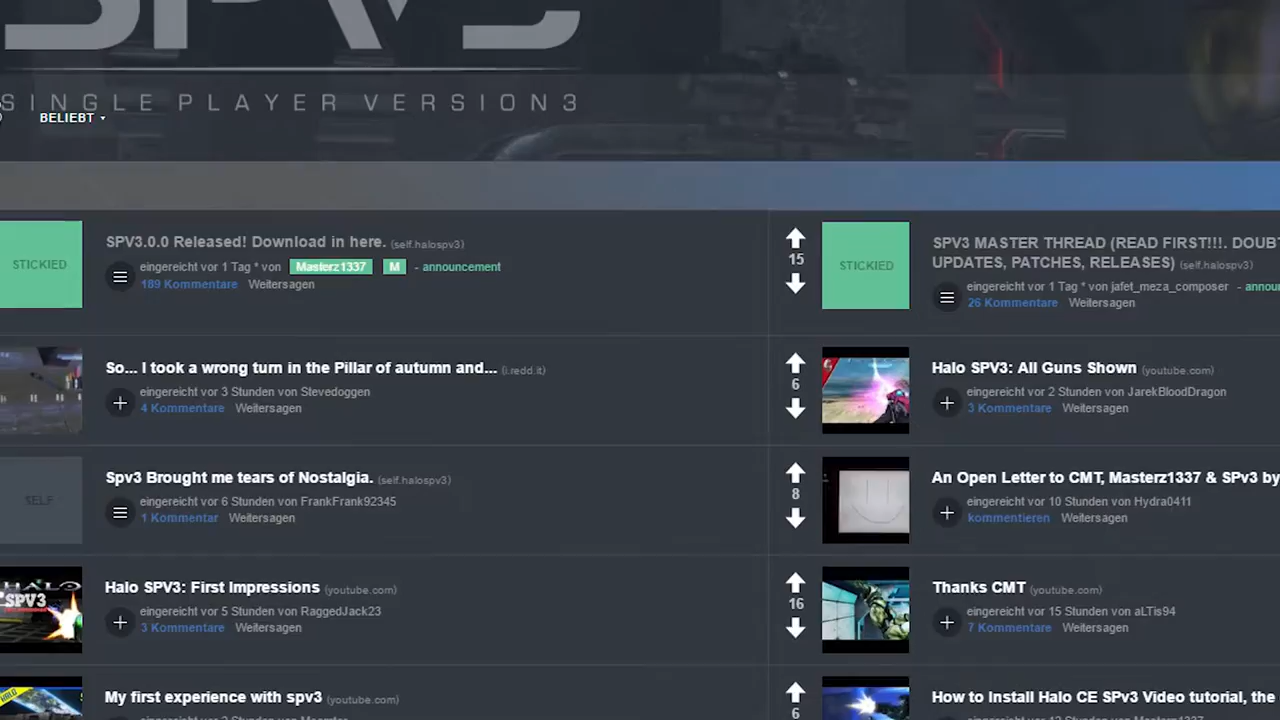 SPV3
SINGLE PLAYER VERSION3
BELIEBT
STICKIED
SPV3.0.0 Released! Download in here. (self.halospv3)
eingereicht vor 1 Tag * von Masterz1337 M - announcement
189 Kommentare Weitersagen
So... I took a wrong turn in the Pillar of autumn and... (i.redd.it)
eingereicht vor 3 Stunden von Stevedoggen
4 Kommentare Weitersagen
SELF
Spv3 Brought me tears of Nostalgia. (self.halospv3)
eingereicht vor 6 Stunden von FrankFrank92345
1 Kommentar Weitersagen
HALO
SPV3
Halo SPV3: First Impressions (youtube.com)
eingereicht vor 5 Stunden von RaggedJack23
3 Kommentare Weitersagen
HALO
My first experience with spv3 (youtube.com)
15
STICKIED
SPV3 MASTER THREAD (READ FIRST!!!. DOUBT
UPDATES, PATCHES, RELEASES) (self.halospv3)
eingereicht vor 1 Tag * von jafet_meza_composer - annou
26 Kommentare Weitersagen
6
Halo SPV3: All Guns Shown (youtube.com)
eingereicht vor 2 Stunden von JarekBloodDragon
3 Kommentare Weitersagen
8
An Open Letter to CMT, Masterz1337 & SPv3 by
eingereicht vor 10 Stunden von Hydra0411
kommentieren Weitersagen
16
Thanks CMT (youtube.com)
eingereicht vor 15 Stunden von aLTis94
7 Kommentare Weitersagen
6
How to Install Halo CE SPv3 Video tutorial, the